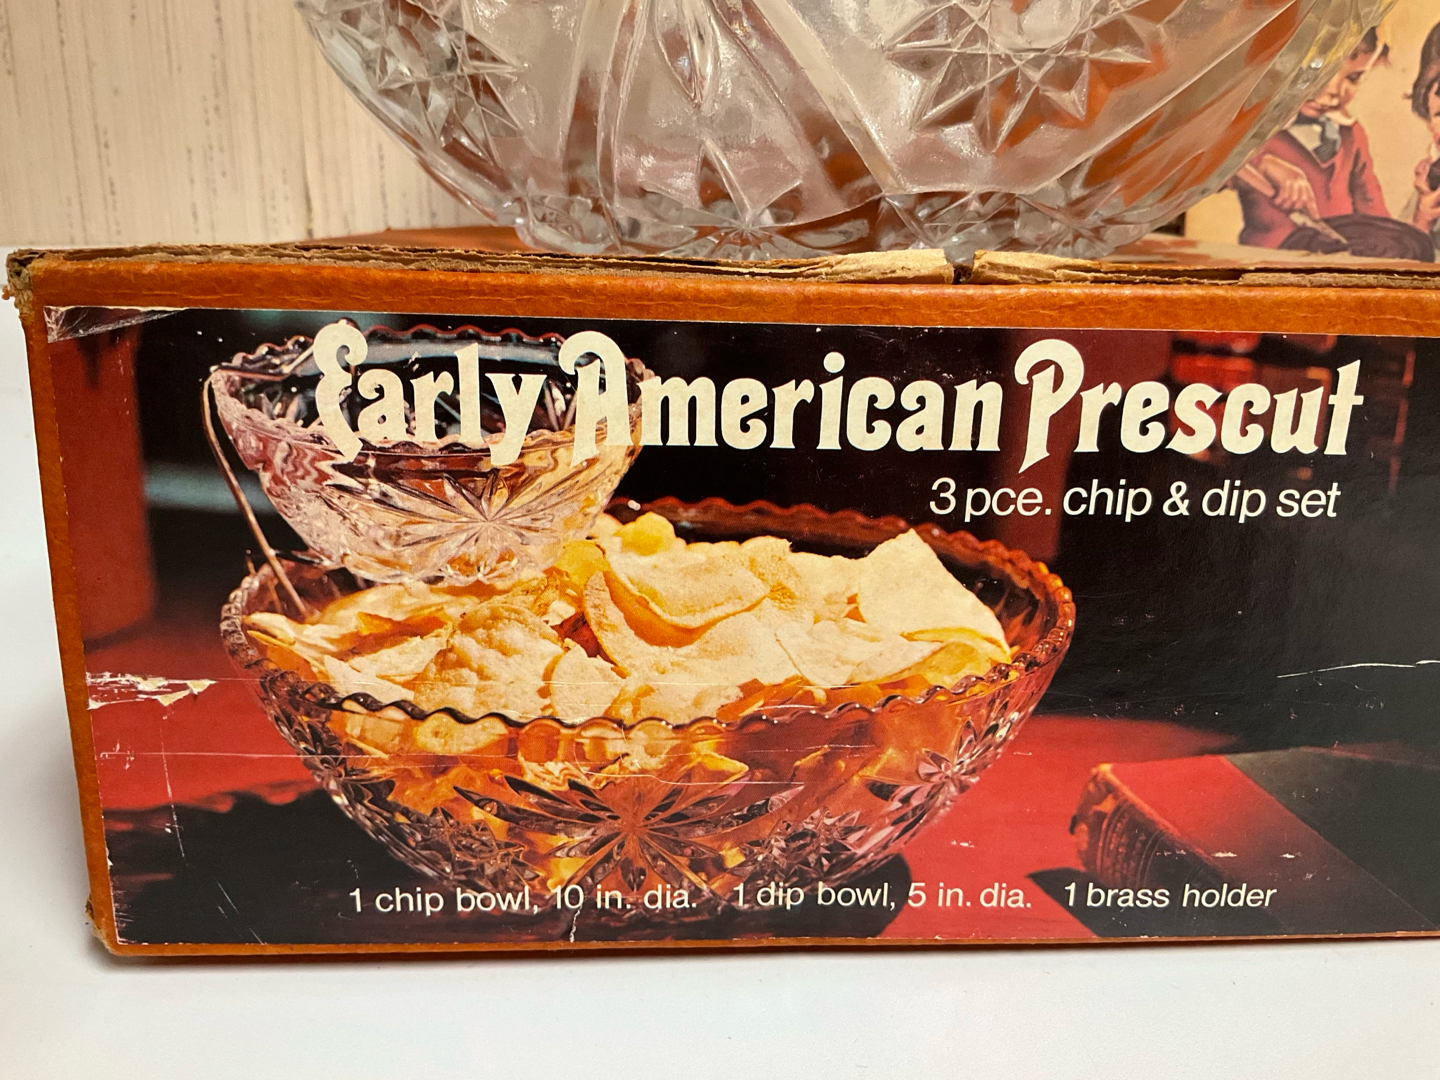 Early American Prescut
3 pce. chip & dip set
1 chip bowl, 10 in. dia. 1 dip bowl, 5 in. dia. 1 brass holder